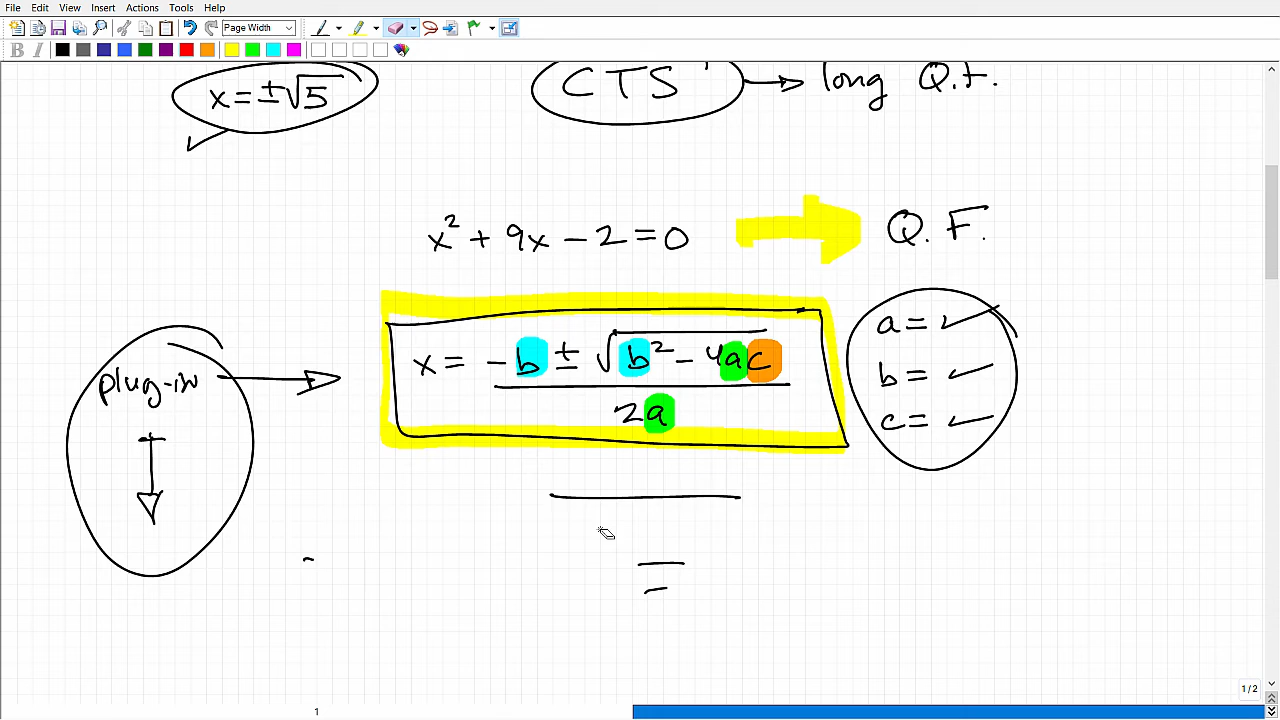 File Edit View Insert Actions Tools Help
Page Width
B I
x = ±√5
CTS
long Q.F.
x² + 9x − 2 = 0
Q. F.
x = −b ± √b² − 4ac
2a
a =
b =
c =
plug-in
1/2
1